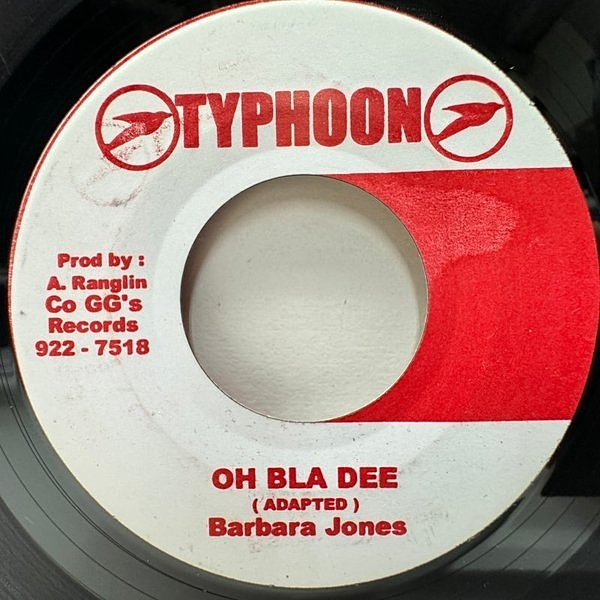 TYPHOON
Prod by :
A. Ranglin
Co GG's
Records
922 - 7518
OH BLA DEE
( ADAPTED )
Barbara Jones